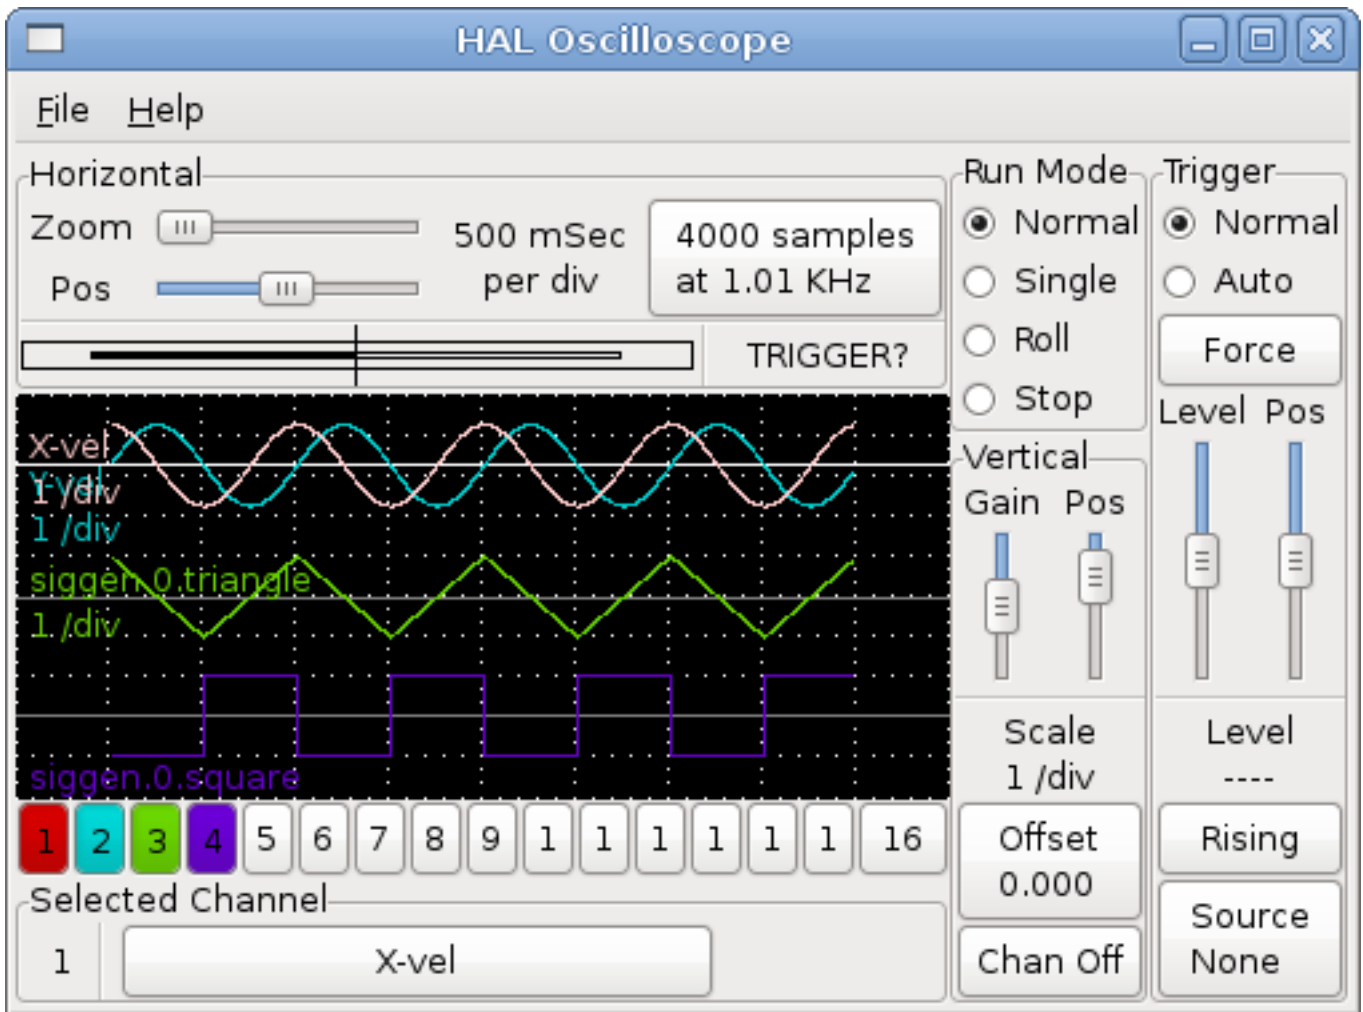 HAL Oscilloscope
File Help
Horizontal
Zoom
Pos
500 mSec
per div
4000 samples
at 1.01 KHz
TRIGGER?
Run Mode
Normal
Single
Roll
Stop
Trigger
Normal
Auto
Force
Level Pos
X-vel
Y-vel
1 /div
1 /div
siggen.0.triangle
1 /div
siggen.0.square
Vertical
Gain Pos
Scale
1 /div
Offset
0.000
Chan Off
Level
----
Rising
Source
None
1 2 3 4 5 6 7 8 9 1 1 1 1 1 1 16
Selected Channel
1 X-vel